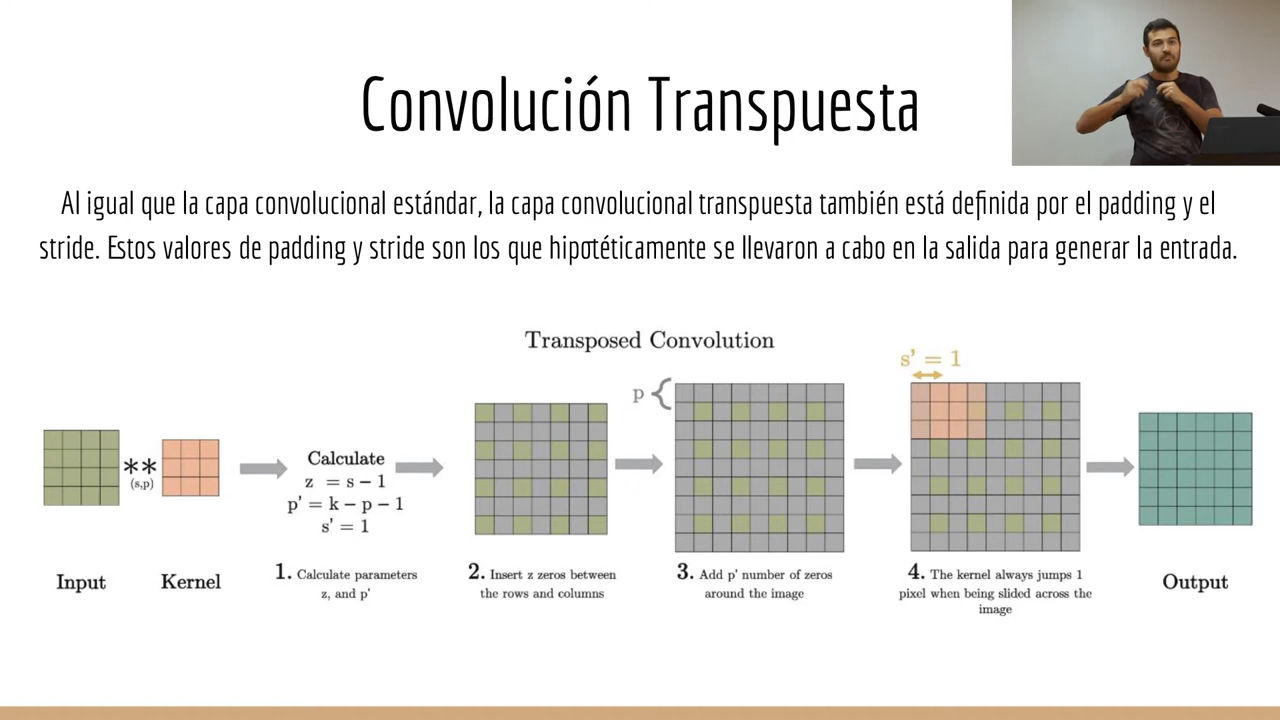 Convolución Transpuesta
Al igual que la capa convolucional estándar, la capa convolucional transpuesta también está definida por el padding y el
stride. Estos valores de padding y stride son los que hipotéticamente se llevaron a cabo en la salida para generar la entrada.
Transposed Convolution
s' = 1
p {
**
(s,p)
Calculate
z = s − 1
p' = k − p − 1
s' = 1
Input
Kernel
1. Calculate parameters
z, and p'
2. Insert z zeros between
the rows and columns
3. Add p' number of zeros
around the image
4. The kernel always jumps 1
pixel when being slided across the
image
Output